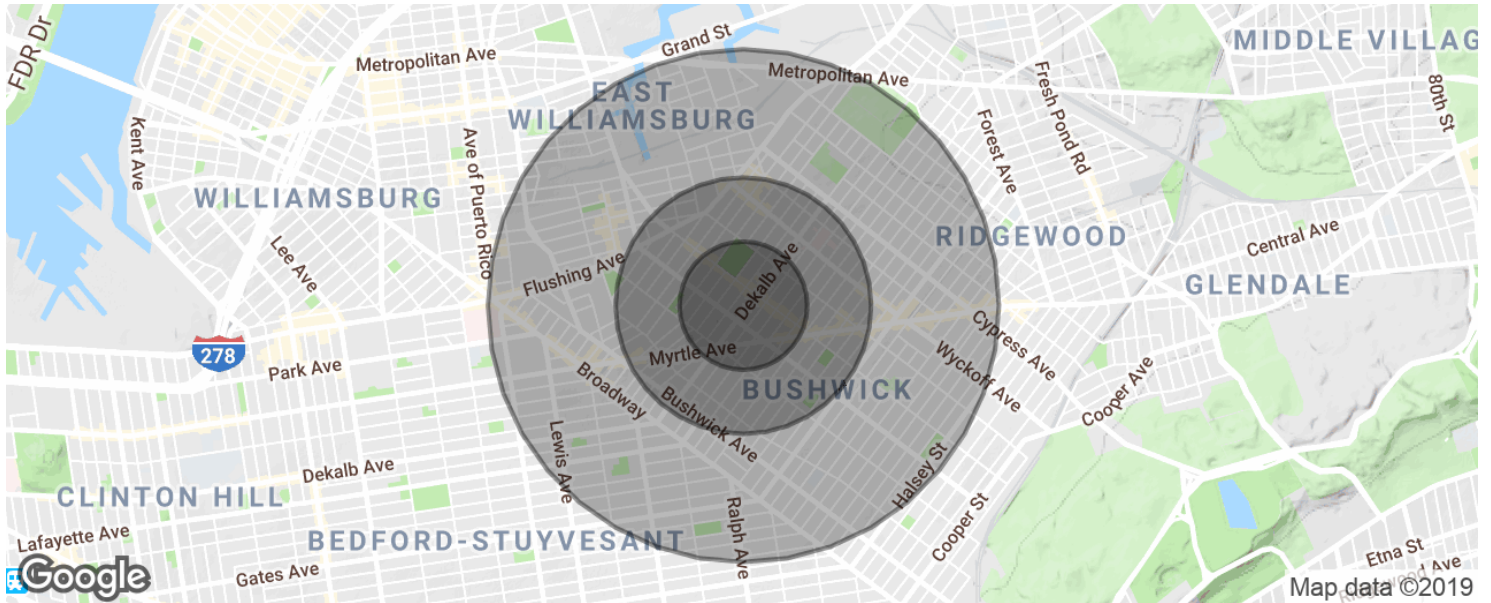 FDR Dr
Grand St
Metropolitan Ave
Metropolitan Ave
MIDDLE VILLAG
Fresh Pond Rd
80th St
EAST
WILLIAMSBURG
Kent Ave
Ave of Puerto Rico
Forest Ave
WILLIAMSBURG
RIDGEWOOD
Central Ave
Lee Ave
Flushing Ave
Dekalb Ave
GLENDALE
278
Park Ave
Myrtle Ave
Cypress Ave
Wyckoff Ave
Broadway
BUSHWICK
Bushwick Ave
Cooper Ave
Lewis Ave
Dekalb Ave
Halsey St
CLINTON HILL
Ralph Ave
Cooper St
Lafayette Ave
BEDFORD-STUYVESANT
Etna St
Gates Ave
Google
Ridgewood Ave
Map data ©2019